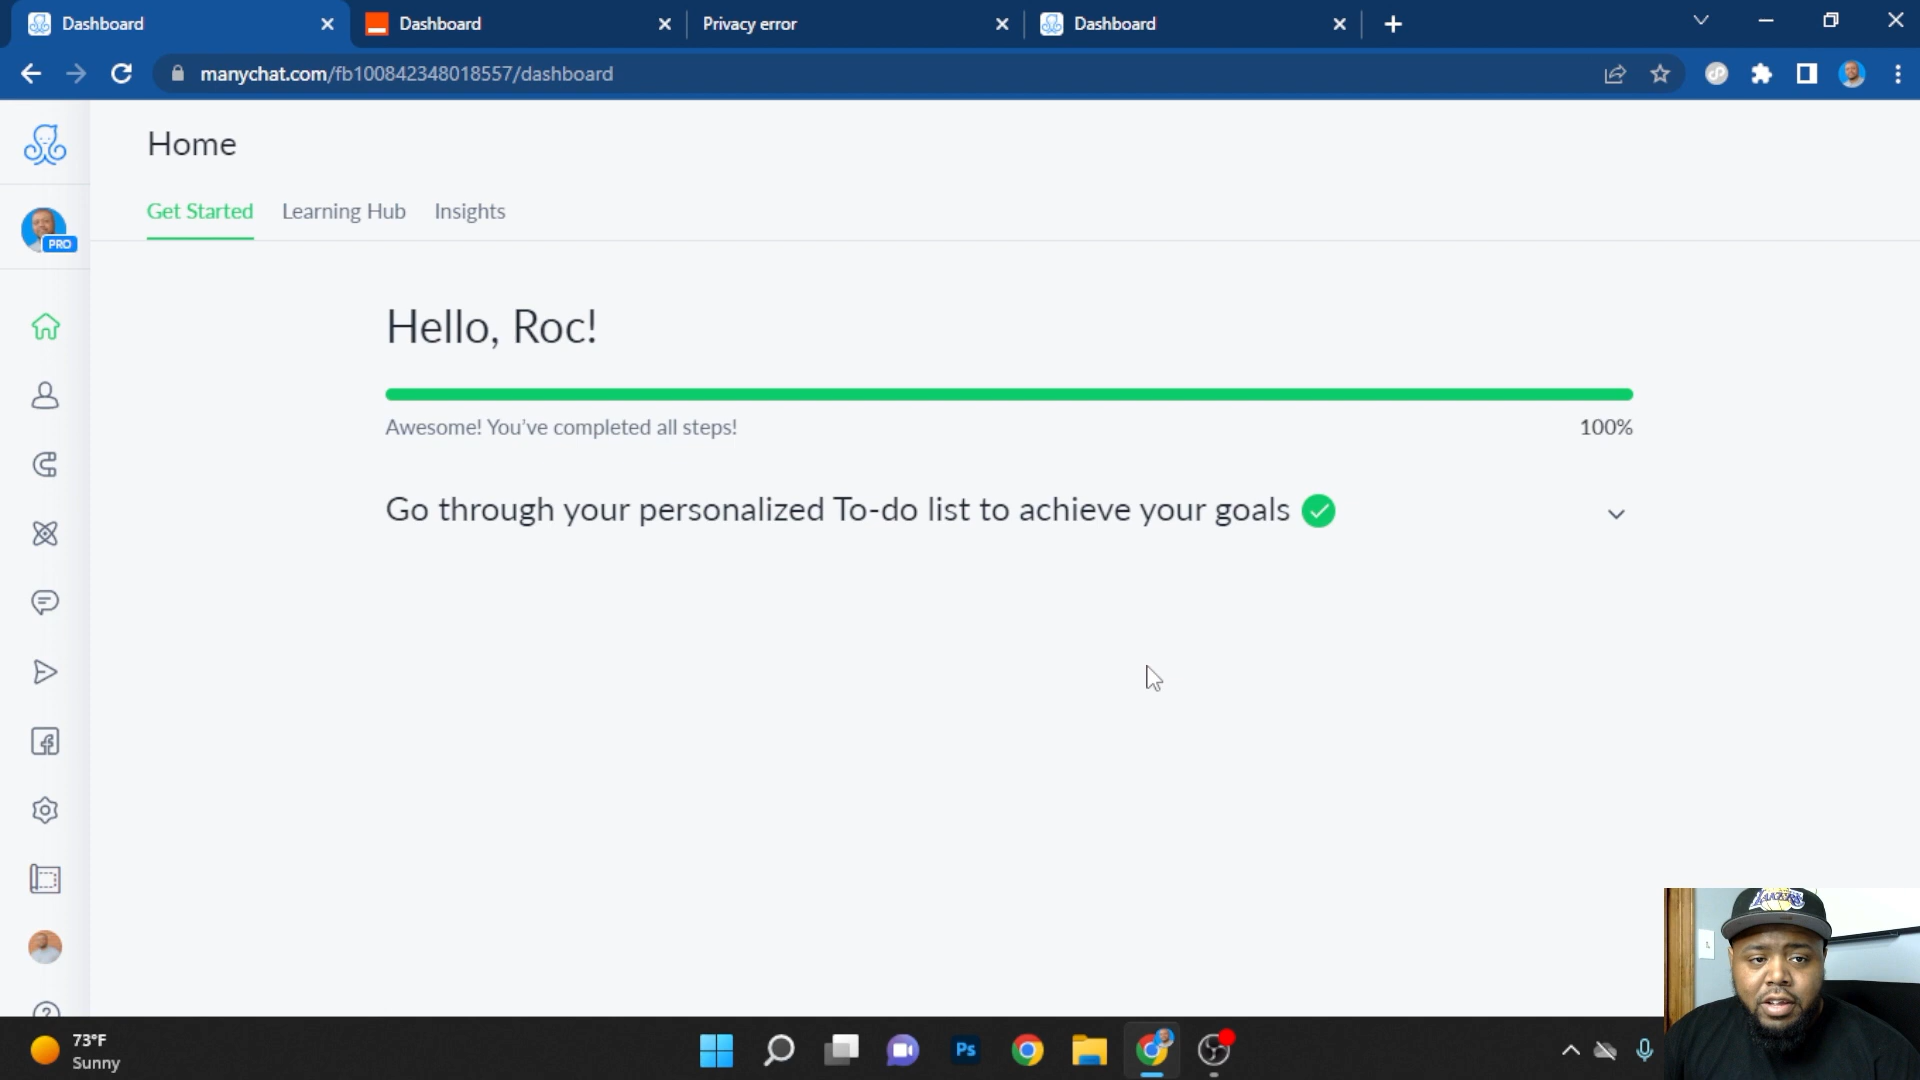 Dashboard
Dashboard
Privacy error
Dashboard
manychat.com/fb100842348018557/dashboard
Home
PRO
Get Started
Learning Hub
Insights
Hello, Roc!
Awesome! You've completed all steps!
100%
Go through your personalized To-do list to achieve your goals
73°F
Sunny
Ps